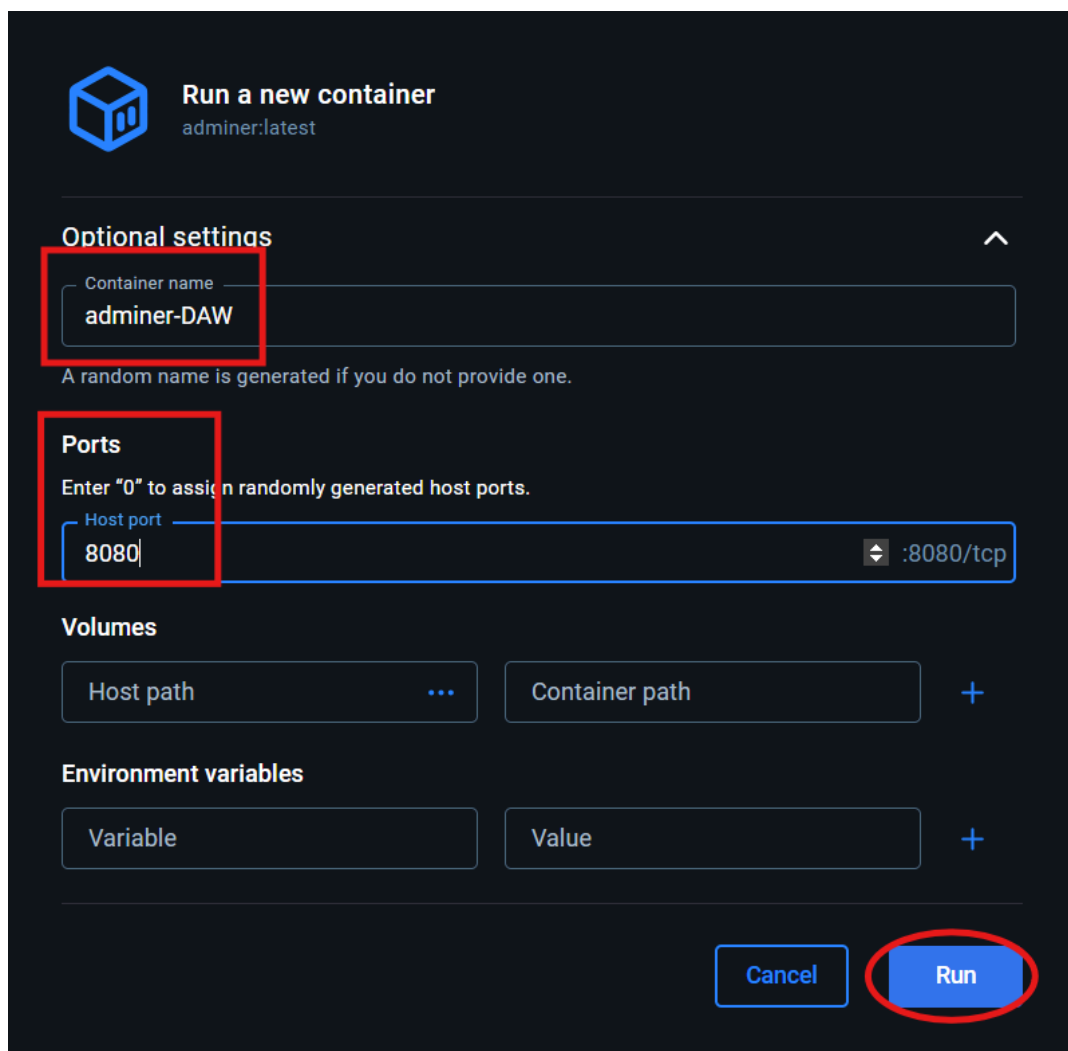 Run a new container
adminer:latest
Optional settings
Container name
adminer-DAW
A random name is generated if you do not provide one.
Ports
Enter “0” to assign randomly generated host ports.
Host port
8080 :8080/tcp
Volumes
Host path ... Container path +
Environment variables
Variable Value +
Cancel Run